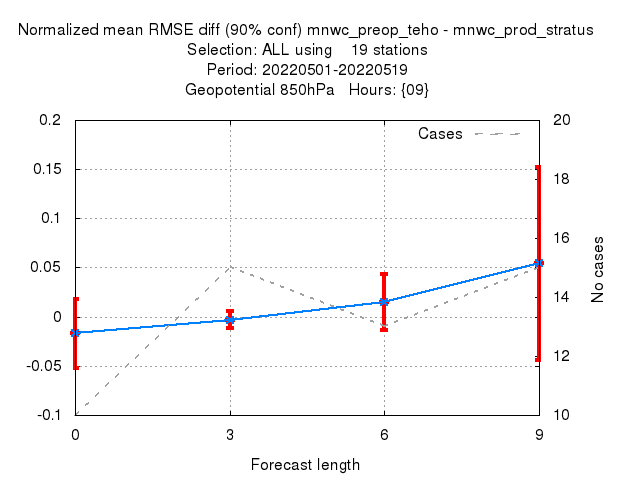 Normalized mean RMSE diff (90% conf) mnwc_preop_teho - mnwc_prod_stratus
Selection: ALL using    19 stations
Period: 20220501-20220519
Geopotential 850hPa   Hours: {09}
Cases
0.2
0.15
0.1
0.05
0
-0.05
-0.1
20
18
16
14
12
10
No cases
0
3
6
9
Forecast length